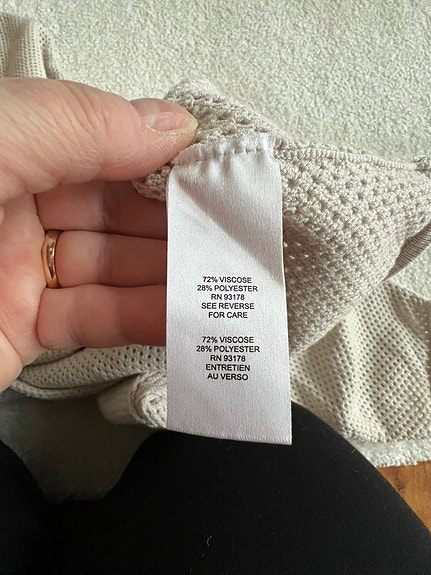 72% VISCOSE
28% POLYESTER
RN 93178
SEE REVERSE
FOR CARE
72% VISCOSE
28% POLYESTER
RN 93178
ENTRETIEN
AU VERSO